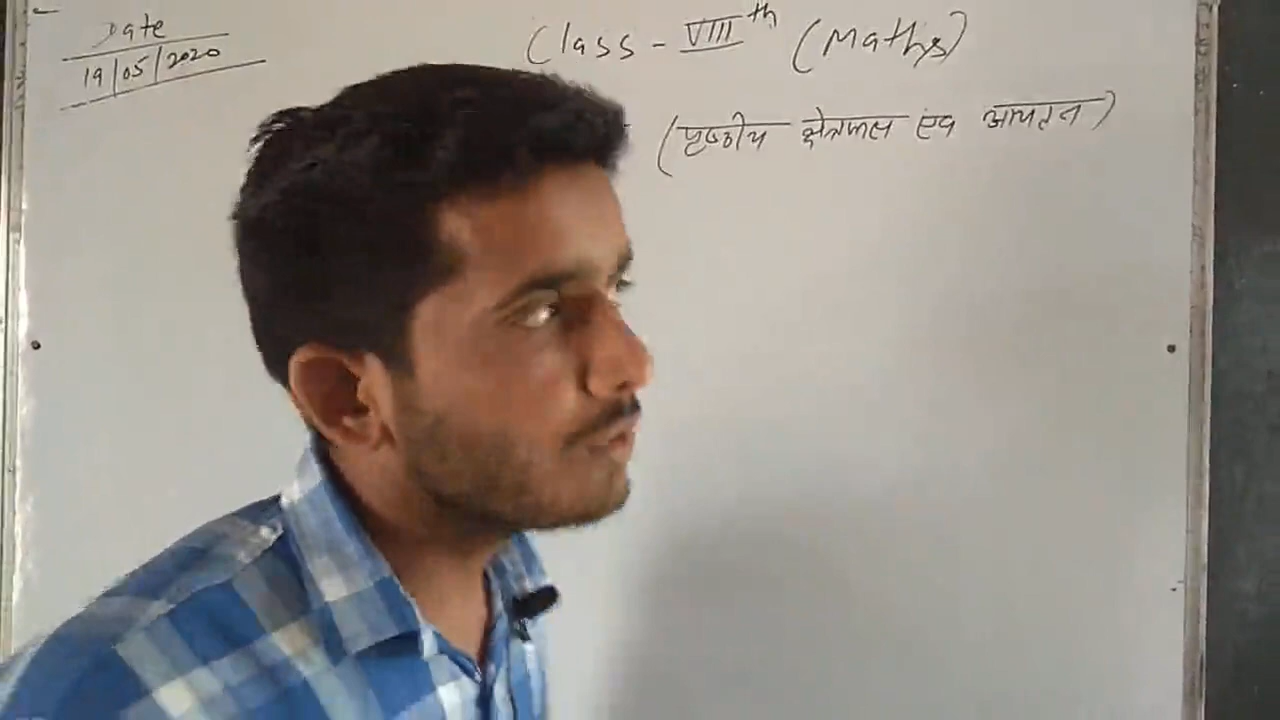 Date
19/05/2020
Class - VIIIth (Maths)
(पृष्ठीय क्षेत्रफल एवं आयतन)